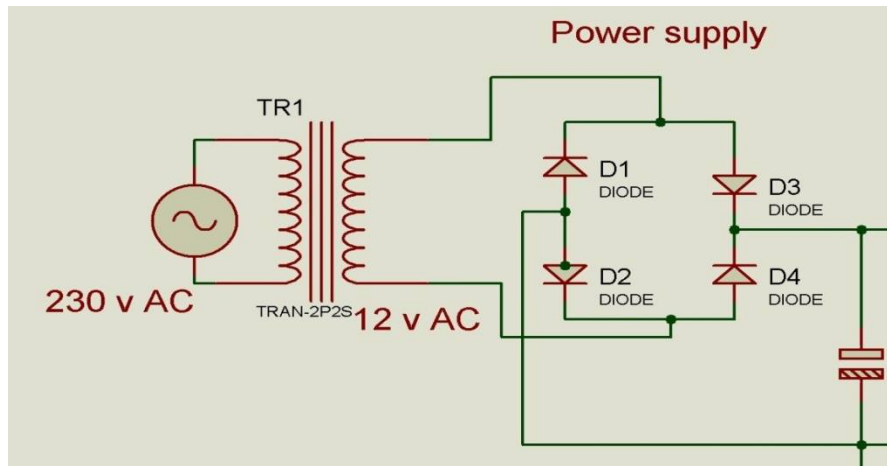 Power supply
TR1
D1
DIODE
D3
DIODE
D2
DIODE
D4
DIODE
230 v AC
TRAN-2P2S
12 v AC